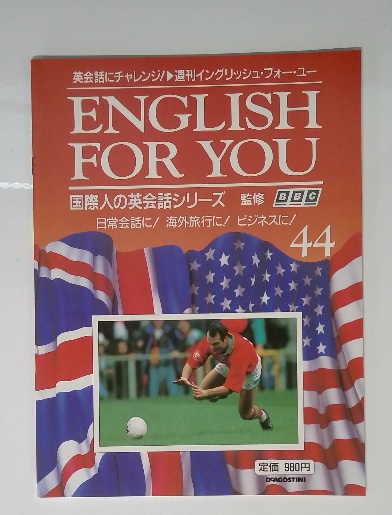 英会話にチャレンジ!▶週刊イングリッシュ・フォー・ユー
ENGLISH
FOR YOU
国際人の英会話シリーズ 監修 BBC
日常会話に! 海外旅行に! ビジネスに!
44
定価 980円
DeAGOSTINI